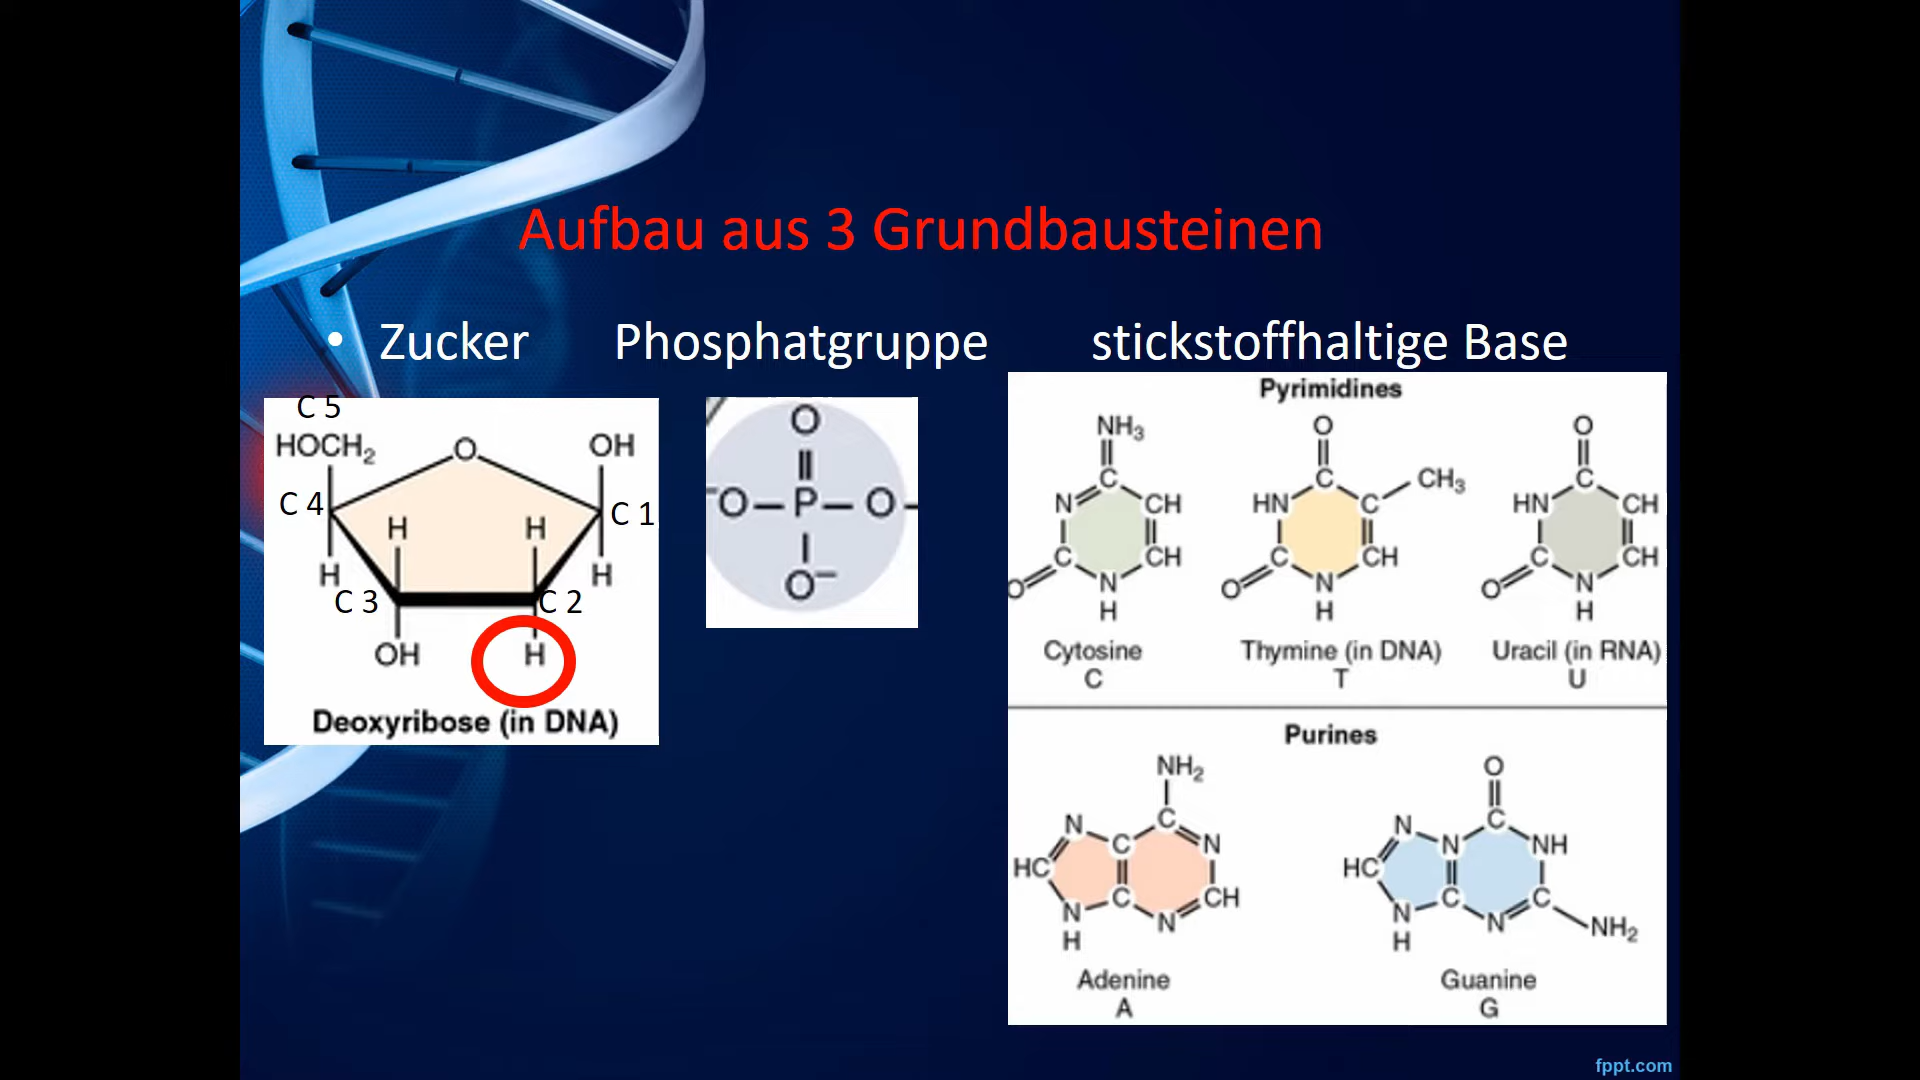 Aufbau aus 3 Grundbausteinen
• Zucker Phosphatgruppe stickstoffhaltige Base
C 5
HOCH₂ O OH
C 4 C 1
H H
H H
C 3 C 2
OH H
Deoxyribose (in DNA)
O
⁻O P O
O⁻
Pyrimidines
NH₃
C
N CH
C CH
O N
H
Cytosine
C
O
C CH₃
HN C
C CH
O N
H
Thymine (in DNA)
T
O
C
HN CH
C CH
O N
H
Uracil (in RNA)
U
Purines
NH₂
C
N C N
HC
N C CH
H N
Adenine
A
O
C
N N NH
HC
N C C
H N NH₂
Guanine
G
fppt.com